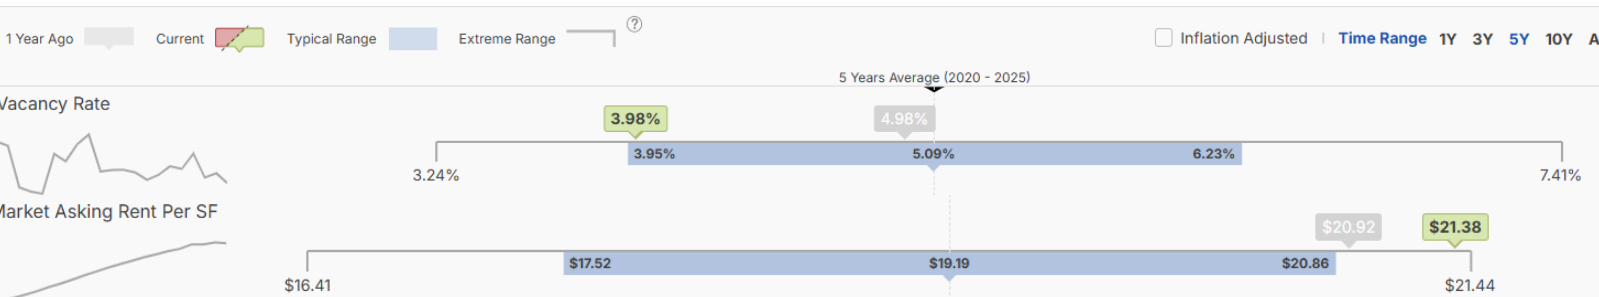 1 Year Ago Current Typical Range Extreme Range ? Inflation Adjusted Time Range 1Y 3Y 5Y 10Y A
5 Years Average (2020 - 2025)
Vacancy Rate
3.98% 4.98%
3.95% 5.09% 6.23%
3.24% 7.41%
Market Asking Rent Per SF
$20.92 $21.38
$17.52 $19.19 $20.86
$16.41 $21.44